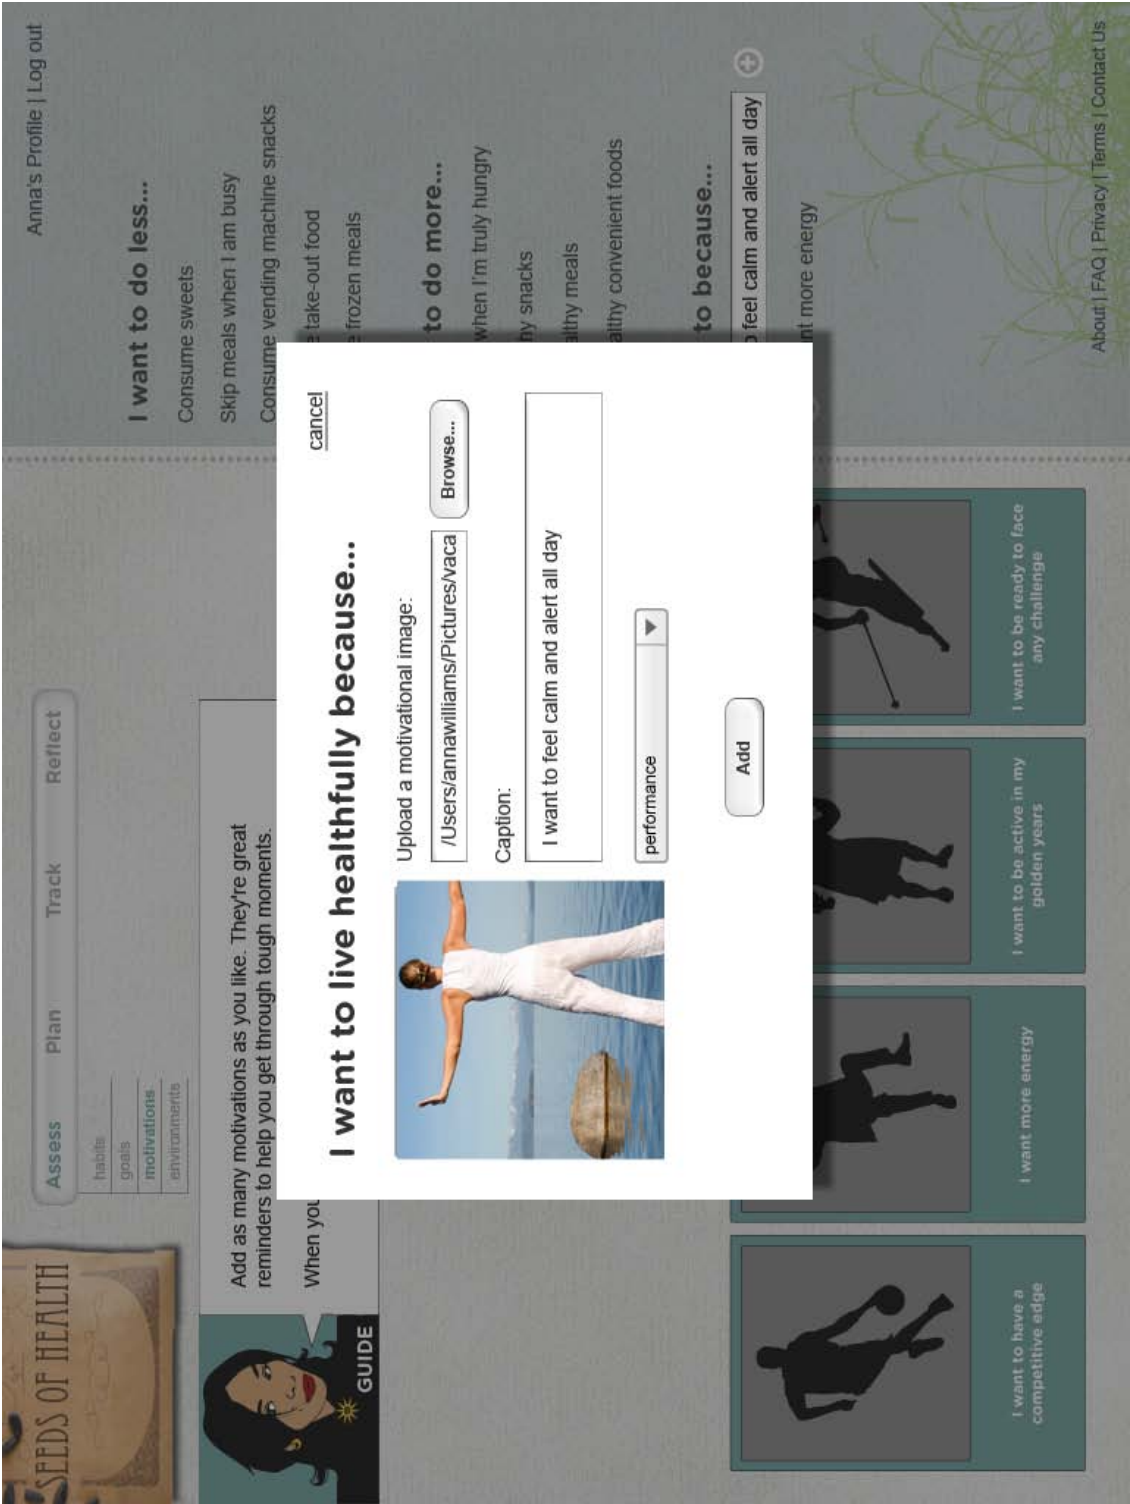 SEEDS OF HEALTH
Assess Plan Track Reflect
habits
goals
motivations
environments
Anna's Profile | Log out
GUIDE
Add as many motivations as you like. They're great
reminders to help you get through tough moments.
When you
I want to live healthfully because...
cancel
Upload a motivational image:
/Users/annawilliams/Pictures/vaca
Browse...
Caption:
I want to feel calm and alert all day
performance
Add
I want to have a
competitive edge
I want more energy
I want to be active in my
golden years
I want to be ready to face
any challenge
I want to do less...
Consume sweets
Skip meals when I am busy
Consume vending machine snacks
take-out food
frozen meals
to do more...
when I'm truly hungry
snacks
meals
convenient foods
to because...
feel calm and alert all day
more energy
About | FAQ | Privacy | Terms | Contact Us